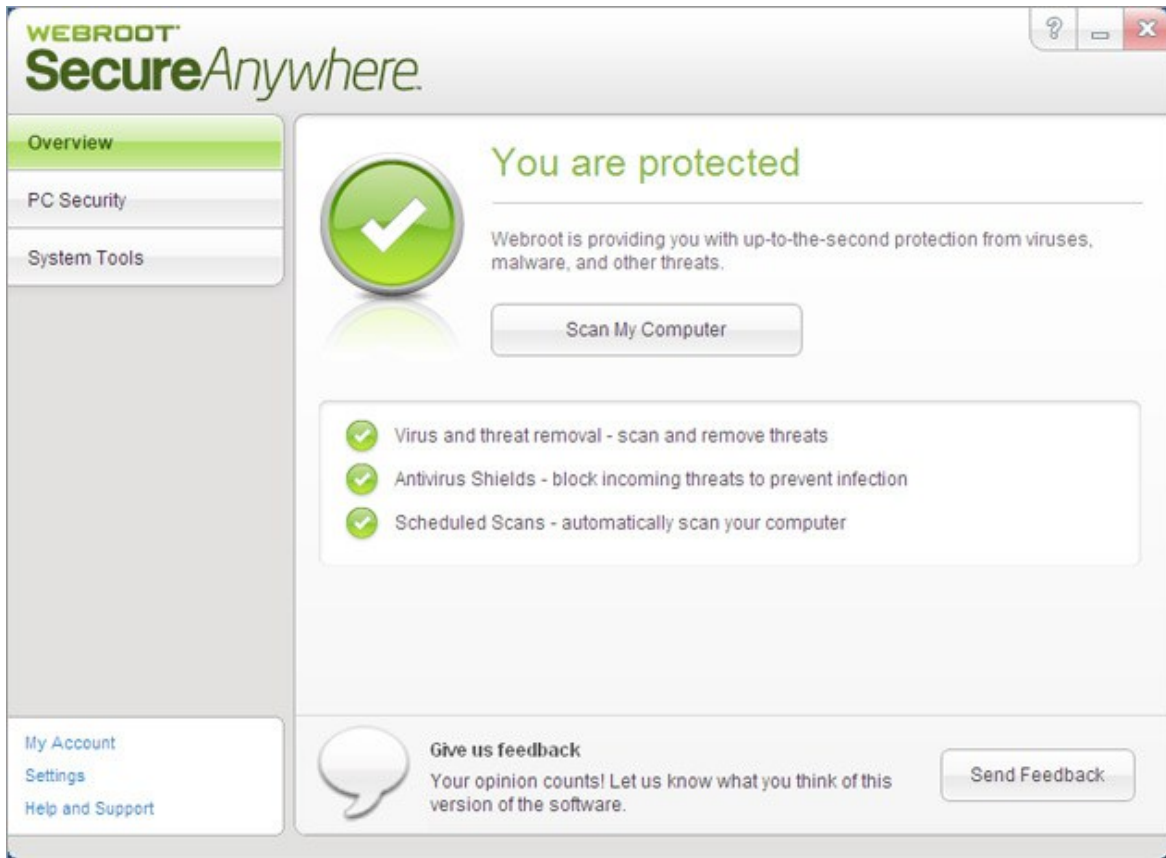 WEBROOT
SecureAnywhere
Overview
PC Security
System Tools
My Account
Settings
Help and Support
?
You are protected
Webroot is providing you with up-to-the-second protection from viruses,
malware, and other threats.
Scan My Computer
Virus and threat removal - scan and remove threats
Antivirus Shields - block incoming threats to prevent infection
Scheduled Scans - automatically scan your computer
Give us feedback
Your opinion counts! Let us know what you think of this
version of the software.
Send Feedback